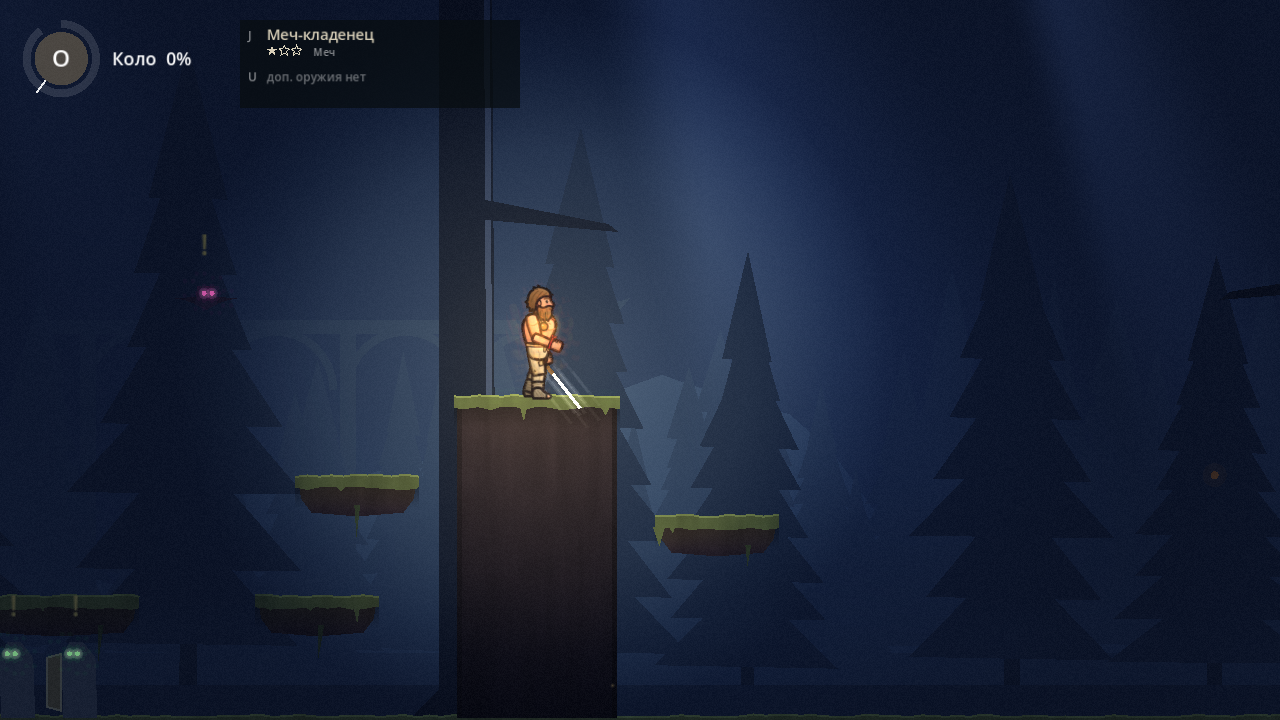 О
Коло 0%
J Меч-кладенец
★☆☆ Меч
U доп. оружия нет
!
!
!